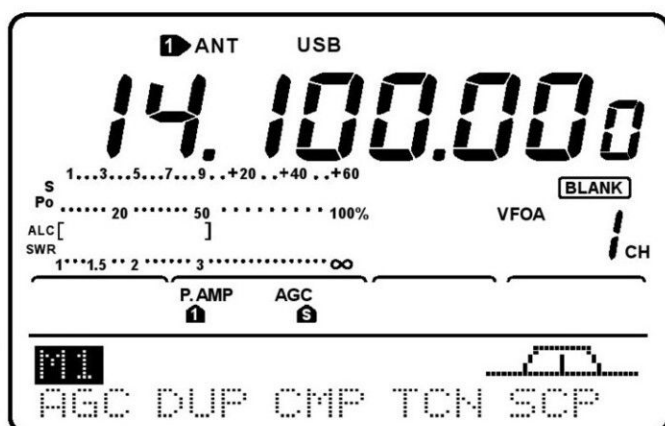 1 ANT USB
14.100.000
S 1...3...5...7...9..+20..+40..+60
BLANK
Po ......20......50.........100%
VFOA
1 CH
ALC [ ]
SWR 1...1.5..2......3...............∞
P.AMP AGC
1 S
M1
AGC DUP CMP TCN SCP